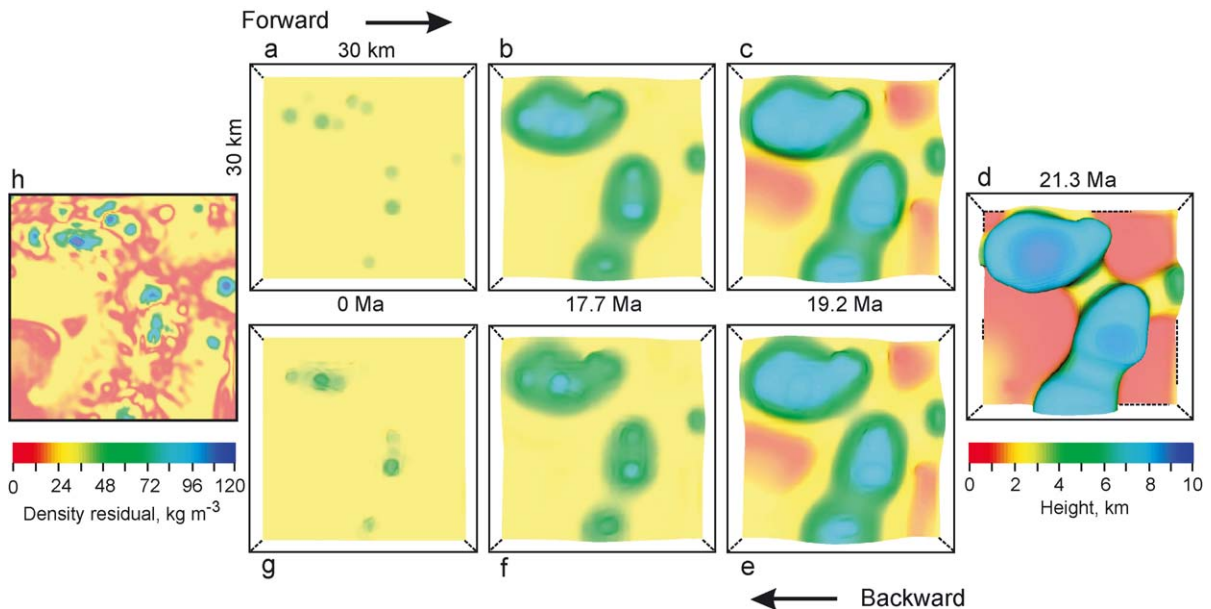 Forward
a
30 km
b
c
30 km
h
d
21.3 Ma
0 Ma
17.7 Ma
19.2 Ma
0 24 48 72 96 120
Density residual, kg m⁻³
0 2 4 6 8 10
Height, km
g
f
e
Backward